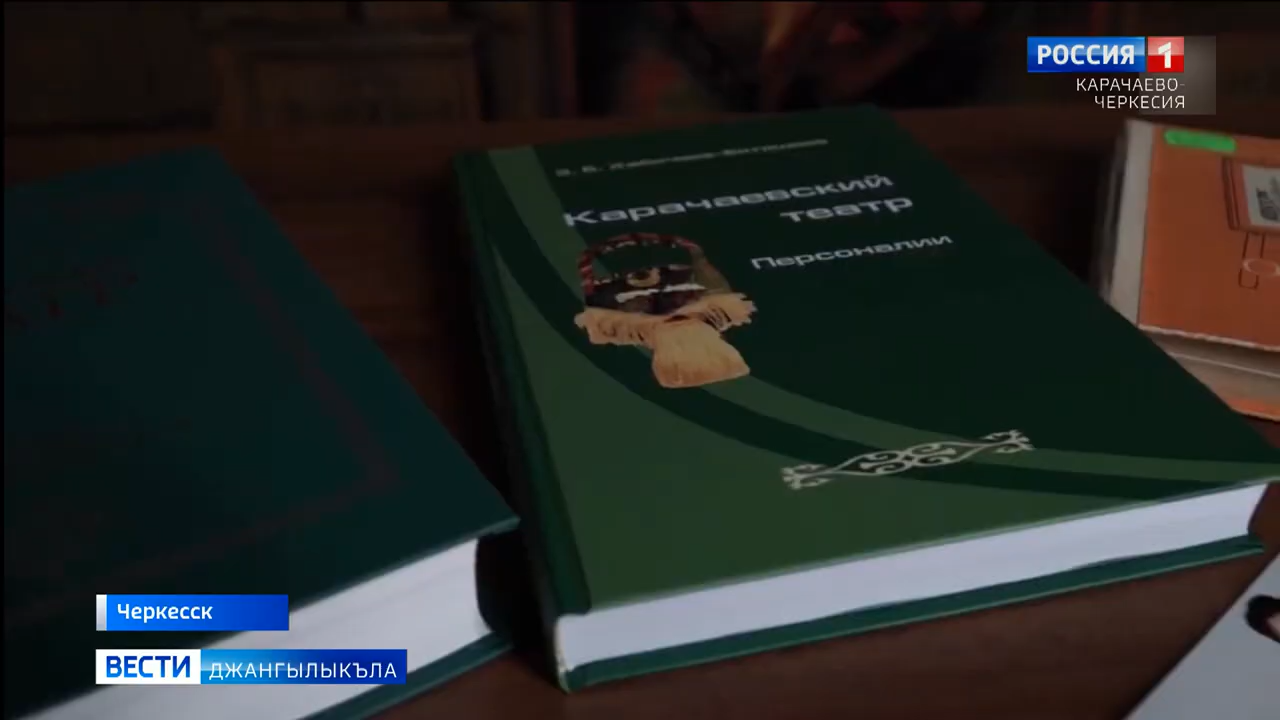 РОССИЯ 1
КАРАЧАЕВО-
ЧЕРКЕСИЯ
Карачаевский
театр
Персоналии
Черкесск
ВЕСТИ ДЖАНГЫЛЫКЪЛА